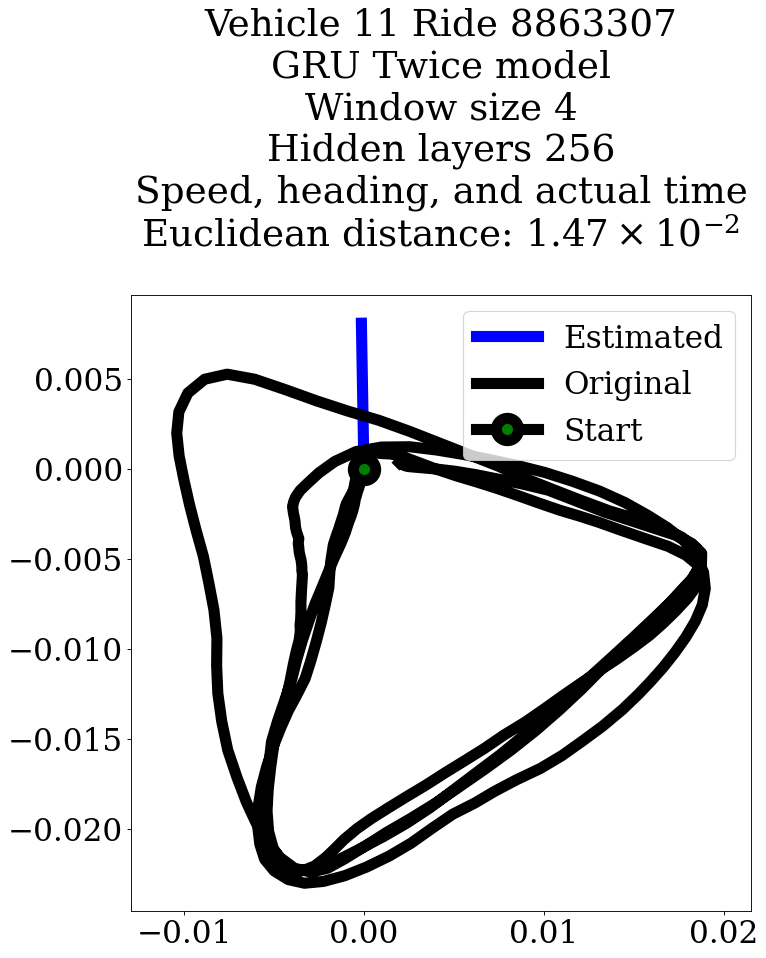 Vehicle 11 Ride 8863307
GRU Twice model
Window size 4
Hidden layers 256
Speed, heading, and actual time
Euclidean distance: 1.47 × 10⁻²
Estimated
Original
Start
0.005
0.000
−0.005
−0.010
−0.015
−0.020
−0.01 0.00 0.01 0.02